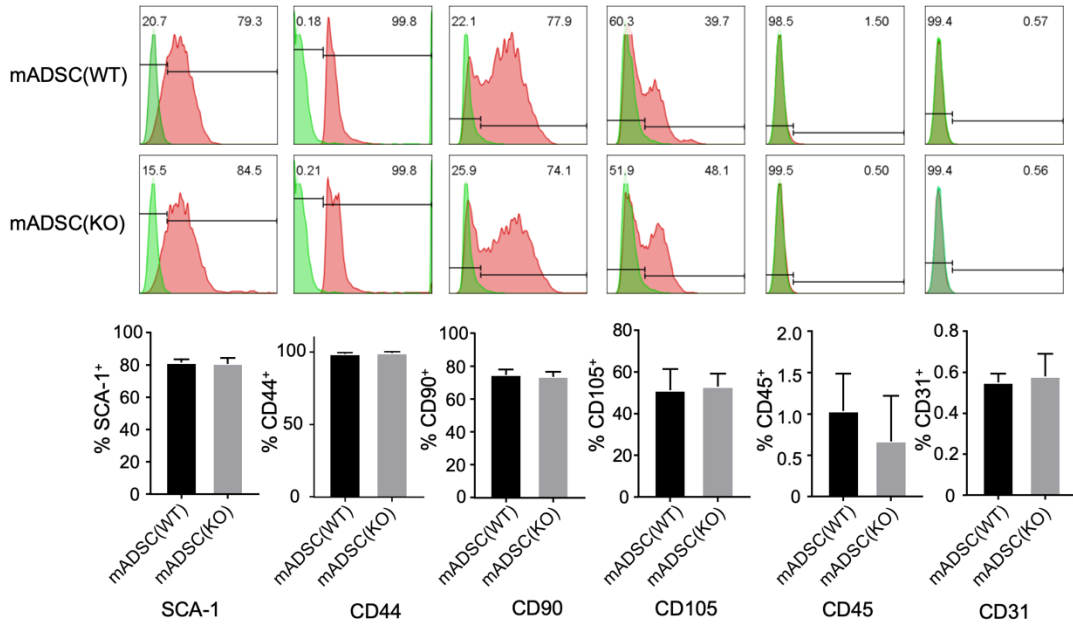 20.7 79.3 0.18 99.8 22.1 77.9 60.3 39.7 98.5 1.50 99.4 0.57
mADSC(WT)
15.5 84.5 0.21 99.8 25.9 74.1 51.9 48.1 99.5 0.50 99.4 0.56
mADSC(KO)
% SCA-1+
100
80
60
40
20
0
mADSC(WT)
mADSC(KO)
SCA-1
% CD44+
100
50
0
mADSC(WT)
mADSC(KO)
CD44
% CD90+
100
80
60
40
20
0
mADSC(WT)
mADSC(KO)
CD90
% CD105+
80
60
40
20
0
mADSC(WT)
mADSC(KO)
CD105
% CD45+
2.0
1.5
1.0
0.5
0
mADSC(WT)
mADSC(KO)
CD45
% CD31+
0.8
0.6
0.4
0.2
0
mADSC(WT)
mADSC(KO)
CD31